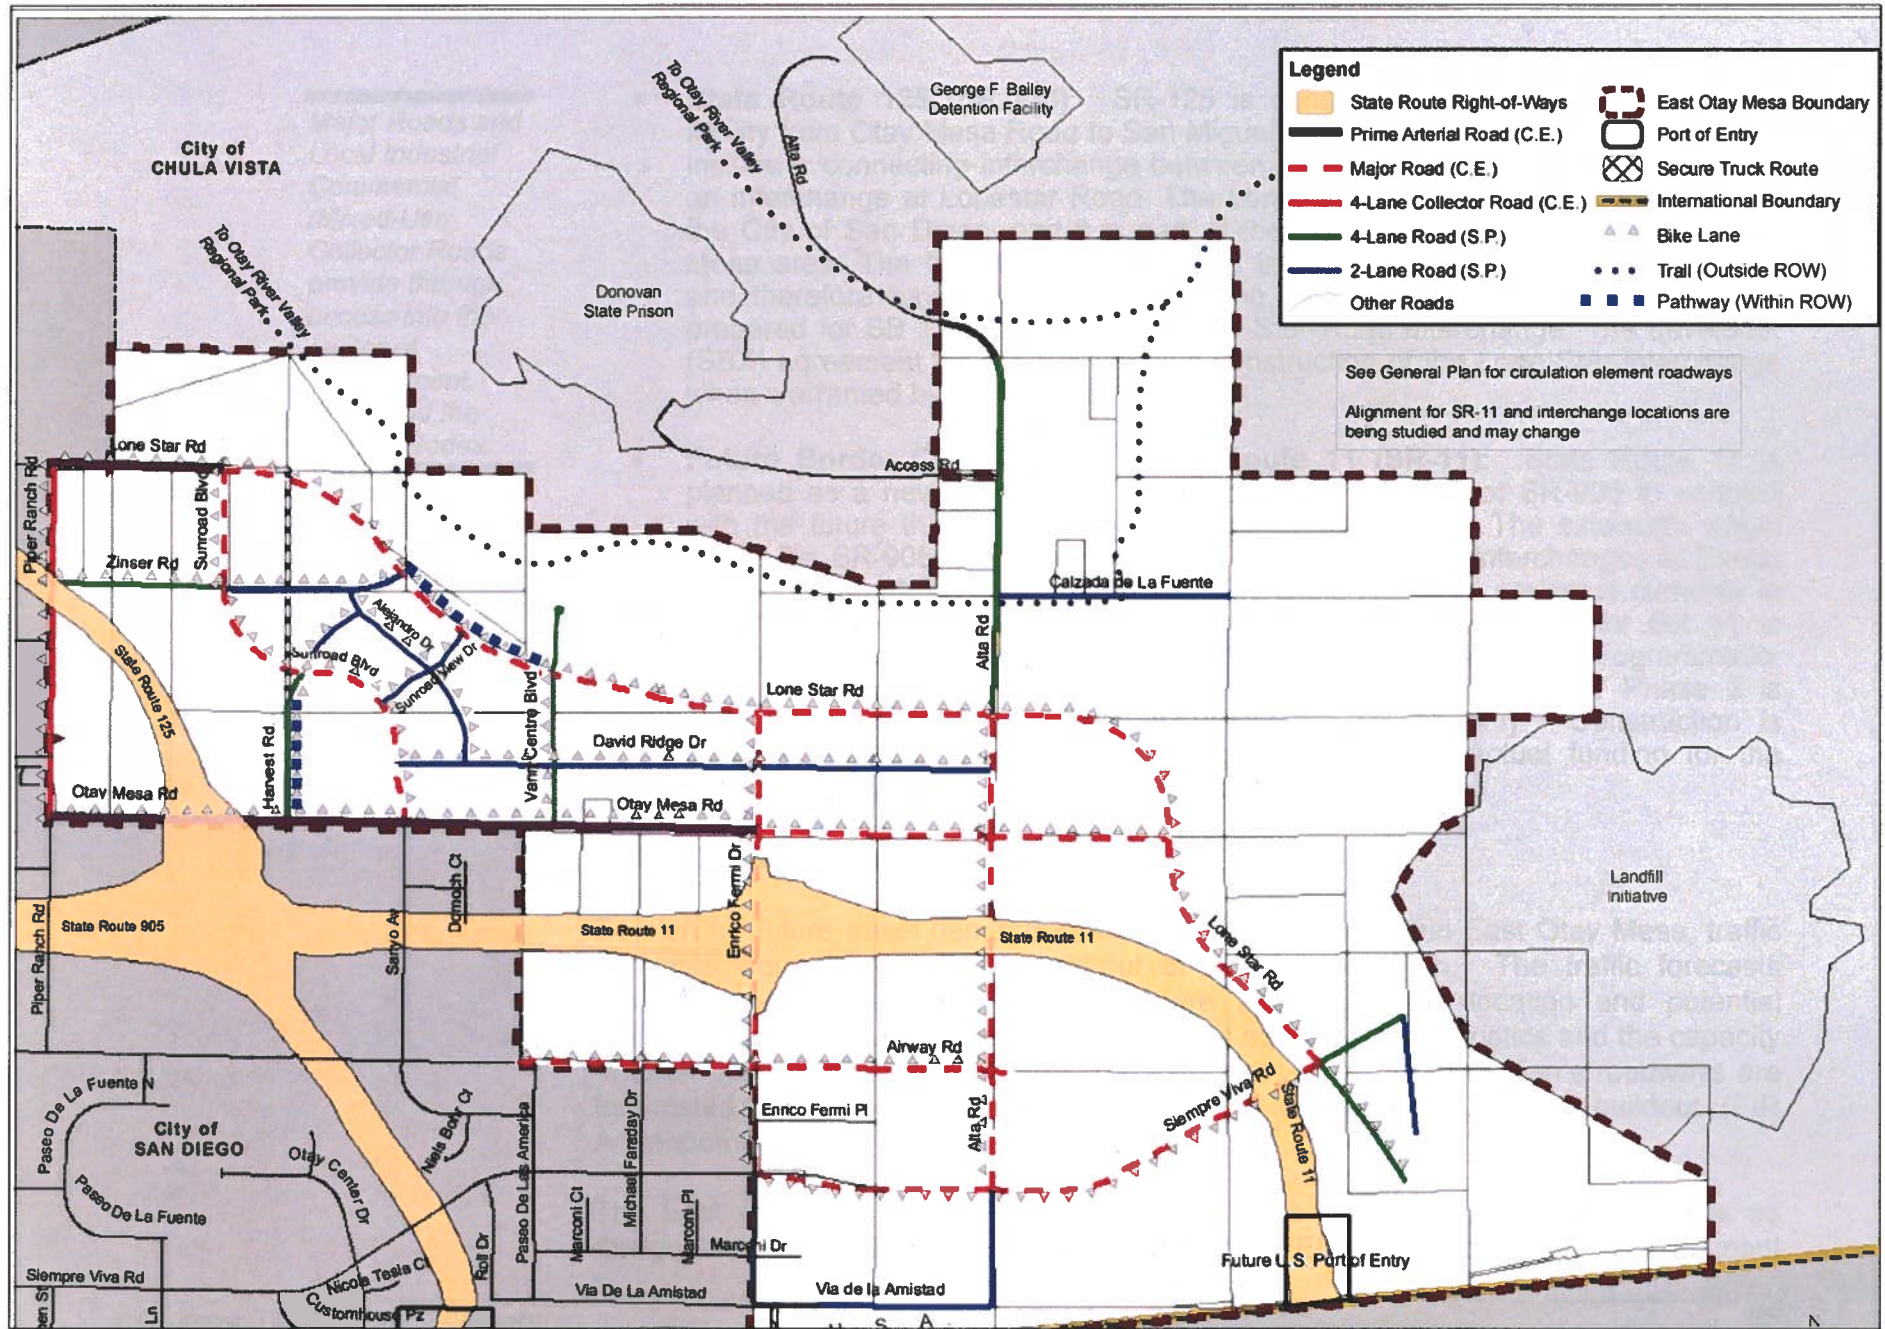 Legend
State Route Right-of-Ways
Prime Arterial Road (C.E.)
Major Road (C.E.)
4-Lane Collector Road (C.E.)
4-Lane Road (S.P.)
2-Lane Road (S.P.)
Other Roads
East Otay Mesa Boundary
Port of Entry
Secure Truck Route
International Boundary
Bike Lane
Trail (Outside ROW)
Pathway (Within ROW)
See General Plan for circulation element roadways
Alignment for SR-11 and interchange locations are
being studied and may change
City of
CHULA VISTA
To Otay River Valley
Regional Park
To Otay River Valley
Regional Park
Alta Rd
George F Bailey
Detention Facility
Donovan
State Prison
Access Rd
Lone Star Rd
Piper Ranch Rd
Sunroad Blvd
Zinser Rd
State Route 125
Alejandro Dr
Sunroad Blvd
Sunroad View Dr
Harvest Rd
Vann Centre Blvd
Lone Star Rd
Alta Rd
Calzada de La Fuente
David Ridge Dr
Otay Mesa Rd
Otay Mesa Rd
Landfill
Initiative
Piper Ranch Rd
State Route 905
Sanyo Av
Dornoch Ct
State Route 11
Enrico Fermi Dr
State Route 11
Lone Star Rd
Airway Rd
Enrico Fermi Pl
Alta Rd
Siempre Viva Rd
State Route 11
Paseo De La Fuente N
Paseo De La Fuente
City of
SAN DIEGO
Otay Center Dr
Niels Bohr Ct
Paseo De Las America
Michael Faraday Dr
Marconi Ct
Marconi Pl
Marconi Dr
Roll Dr
Siempre Viva Rd
Nicola Tesla Ct
Customhouse Pz
Via De La Amistad
Via de la Amistad
Future U.S. Port of Entry
S A
N